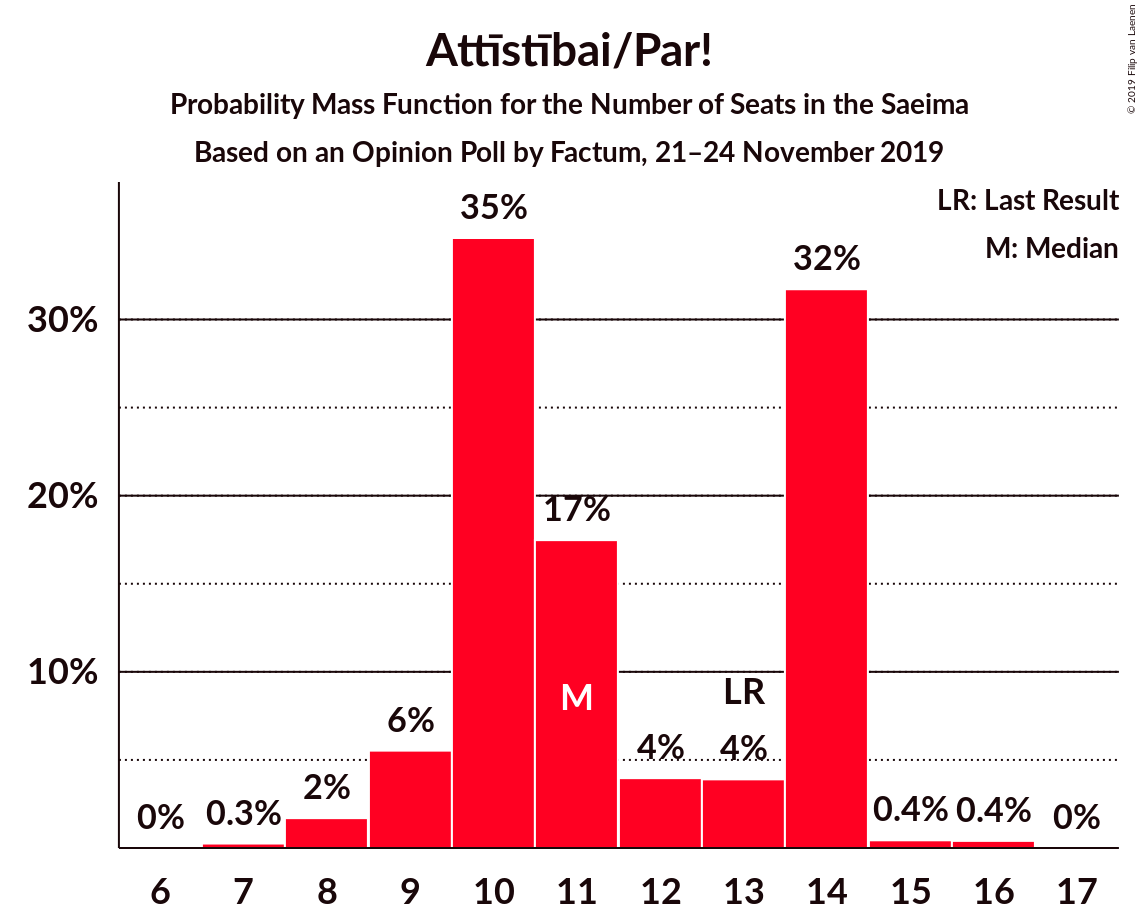 Attīstībai/Par!
Probability Mass Function for the Number of Seats in the Saeima
Based on an Opinion Poll by Factum, 21–24 November 2019
© 2019 Filip van Laenen
LR: Last Result
M: Median
30%
20%
10%
0%
0.3%
2%
6%
35%
17%
M
4%
LR
4%
32%
0.4%
0.4%
0%
6 7 8 9 10 11 12 13 14 15 16 17